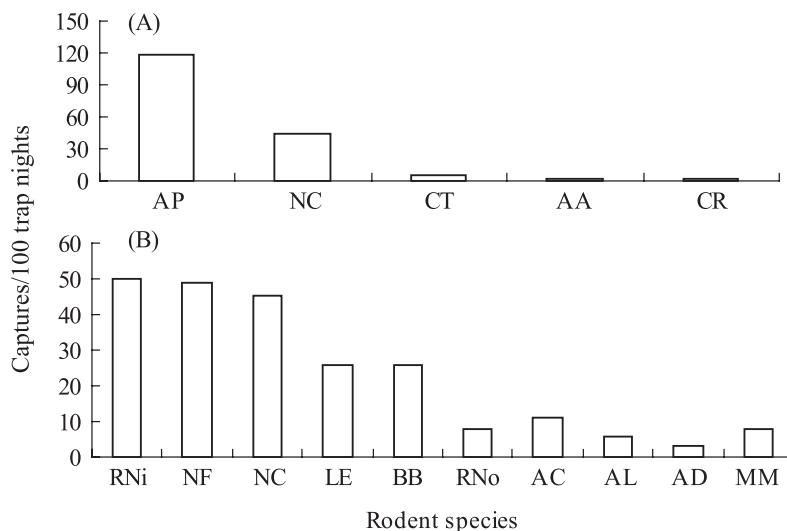 (A)
150
120
90
60
30
0
AP NC CT AA CR
Captures/100 trap nights
(B)
60
50
40
30
20
10
0
RNi NF NC LE BB RNo AC AL AD MM
Rodent species